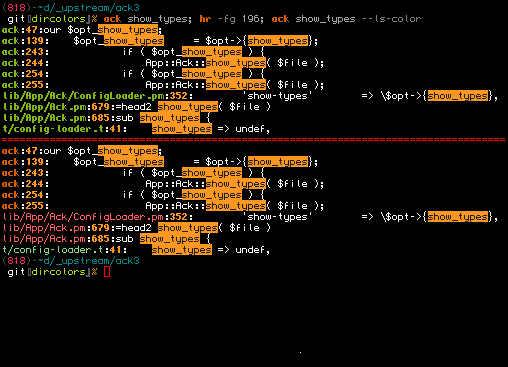 (818)-~d/_upstream/ack3
git[dircolors]% ack show_types; hr -fg 196; ack show_types --ls-color
ack:47:our $opt_show_types;
ack:139:    $opt_show_types     = $opt->{show_types};
ack:243:            if ( $opt_show_types ) {
ack:244:                App::Ack::show_types( $file );
ack:254:            if ( $opt_show_types ) {
ack:255:                App::Ack::show_types( $file );
lib/App/Ack/ConfigLoader.pm:352:        'show-types'        => \$opt->{show_types},
lib/App/Ack.pm:679:=head2 show_types( $file )
lib/App/Ack.pm:685:sub show_types {
t/config-loader.t:41:    show_types => undef,
ack:47:our $opt_show_types;
ack:139:    $opt_show_types     = $opt->{show_types};
ack:243:            if ( $opt_show_types ) {
ack:244:                App::Ack::show_types( $file );
ack:254:            if ( $opt_show_types ) {
ack:255:                App::Ack::show_types( $file );
lib/App/Ack/ConfigLoader.pm:352:        'show-types'        => \$opt->{show_types},
lib/App/Ack.pm:679:=head2 show_types( $file )
lib/App/Ack.pm:685:sub show_types {
t/config-loader.t:41:    show_types => undef,
(818)-~d/_upstream/ack3
git[dircolors]%